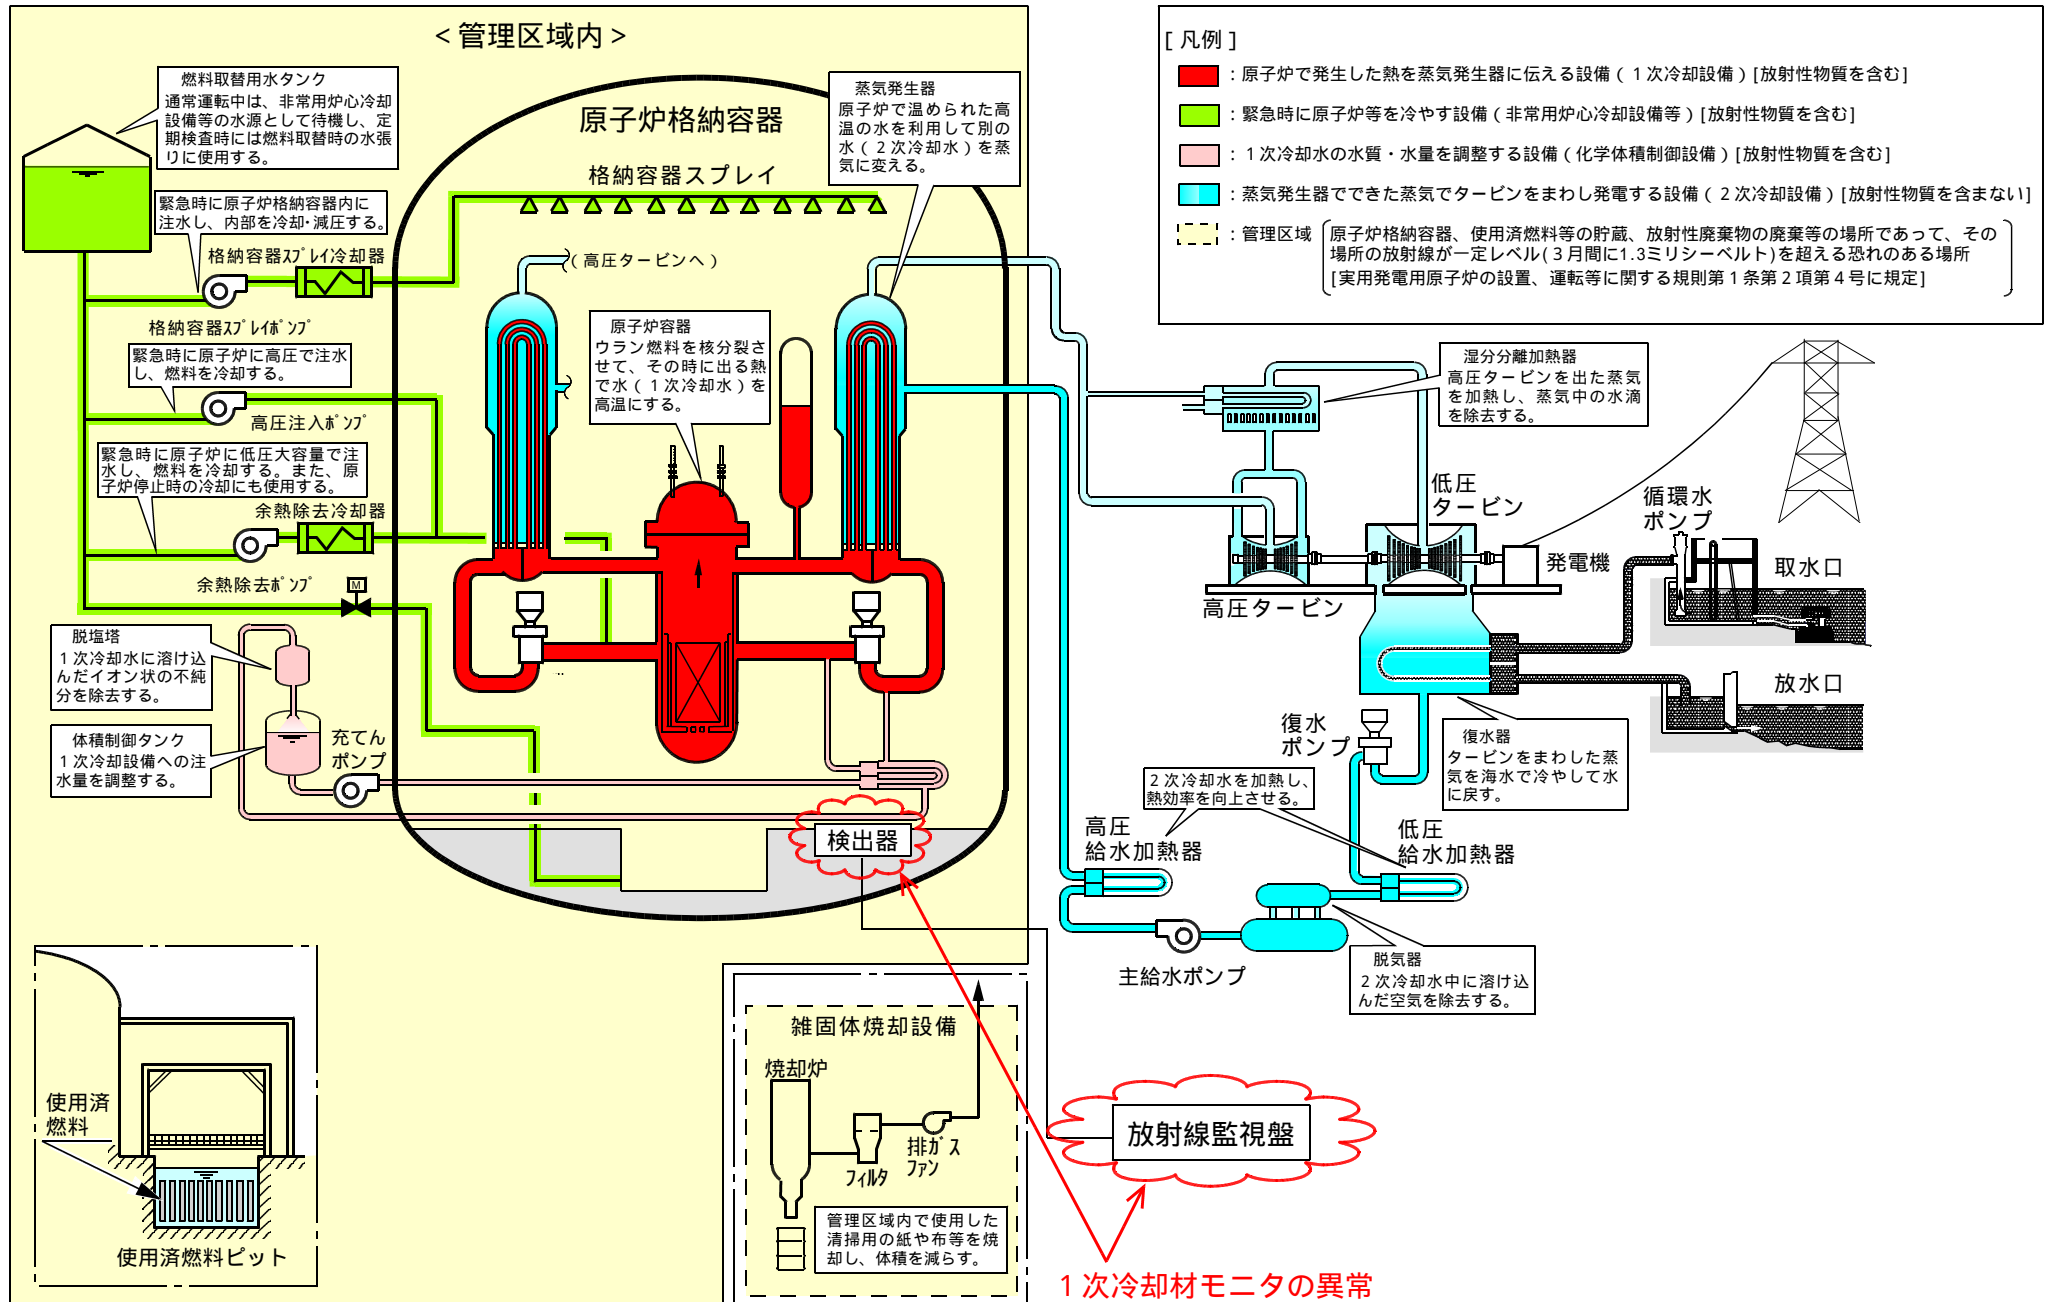 ＜管理区域内＞
燃料取替用水タンク
通常運転中は、非常用炉心冷却
設備等の水源として待機し、定
期検査時には燃料取替時の水張
りに使用する。
緊急時に原子炉格納容器内に
注水し、内部を冷却・減圧する。
格納容器ｽﾌﾟﾚｲ冷却器
格納容器ｽﾌﾟﾚｲﾎﾟﾝﾌﾟ
緊急時に原子炉に高圧で注水
し、燃料を冷却する。
高圧注入ﾎﾟﾝﾌﾟ
緊急時に原子炉に低圧大容量で注
水し、燃料を冷却する。また、原
子炉停止時の冷却にも使用する。
余熱除去冷却器
余熱除去ﾎﾟﾝﾌﾟ
M
脱塩塔
１次冷却水に溶け込
んだイオン状の不純
分を除去する。
体積制御タンク
１次冷却設備への注
水量を調整する。
充てん
ポンプ
原子炉格納容器
格納容器スプレイ
（高圧タービンへ）
蒸気発生器
原子炉で温められた高
温の水を利用して別の
水（２次冷却水）を蒸
気に変える。
原子炉容器
ウラン燃料を核分裂さ
せて、その時に出る熱
で水（１次冷却水）を
高温にする。
検出器
[凡例]
：原子炉で発生した熱を蒸気発生器に伝える設備（１次冷却設備）[放射性物質を含む]
：緊急時に原子炉等を冷やす設備（非常用炉心冷却設備等）[放射性物質を含む]
：１次冷却水の水質・水量を調整する設備（化学体積制御設備）[放射性物質を含む]
：蒸気発生器でできた蒸気でタービンをまわし発電する設備（２次冷却設備）[放射性物質を含まない]
：管理区域
原子炉格納容器、使用済燃料等の貯蔵、放射性廃棄物の廃棄等の場所であって、その
場所の放射線が一定レベル(３月間に1.3ミリシーベルト)を超える恐れのある場所
[実用発電用原子炉の設置、運転等に関する規則第１条第２項第４号に規定]
湿分分離加熱器
高圧タービンを出た蒸気
を加熱し、蒸気中の水滴
を除去する。
低圧
タービン
高圧タービン
発電機
循環水
ポンプ
取水口
放水口
復水
ポンプ
復水器
タービンをまわした蒸
気を海水で冷やして水
に戻す。
２次冷却水を加熱し、
熱効率を向上させる。
高圧
給水加熱器
低圧
給水加熱器
主給水ポンプ
脱気器
２次冷却水中に溶け込
んだ空気を除去する。
使用済
燃料
使用済燃料ピット
雑固体焼却設備
焼却炉
ﾌｨﾙﾀ
排ｶﾞｽ
ﾌｧﾝ
管理区域内で使用した
清掃用の紙や布等を焼
却し、体積を減らす。
放射線監視盤
１次冷却材モニタの異常